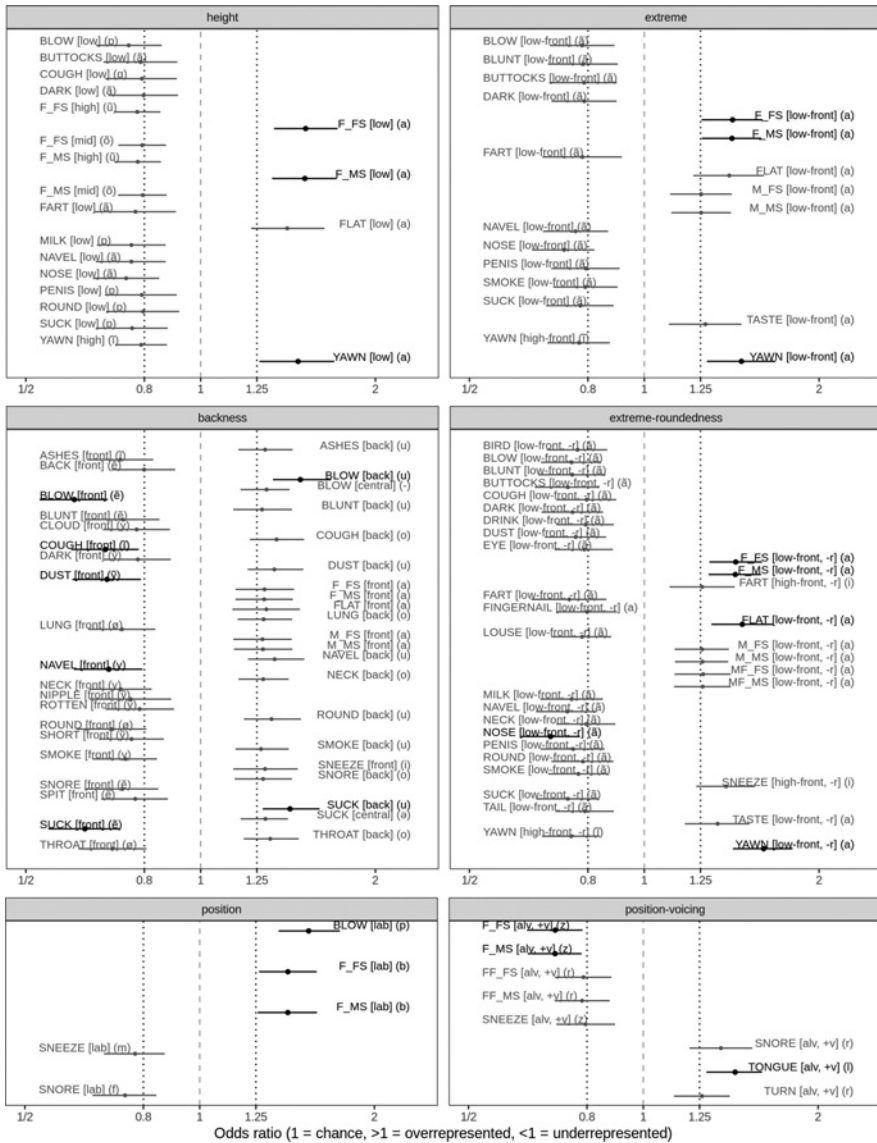 height
BLOW [low] (ɒ)
BUTTOCKS [low] (ã)
COUGH [low] (ɑ)
DARK [low] (ã)
F_FS [high] (ũ)
F_FS [low] (a)
F_FS [mid] (õ)
F_MS [high] (ũ)
F_MS [low] (a)
F_MS [mid] (õ)
FART [low] (ã)
FLAT [low] (a)
MILK [low] (ɒ)
NAVEL [low] (ã)
NOSE [low] (ã)
PENIS [low] (ɒ)
ROUND [low] (ɒ)
SUCK [low] (ɒ)
YAWN [high] (ĩ)
YAWN [low] (a)
1/2 0.8 1 1.25 2
extreme
BLOW [low-front] (ã)
BLUNT [low-front] (ã)
BUTTOCKS [low-front] (ã)
DARK [low-front] (ã)
F_FS [low-front] (a)
F_MS [low-front] (a)
FART [low-front] (ã)
FLAT [low-front] (a)
M_FS [low-front] (a)
M_MS [low-front] (a)
NAVEL [low-front] (ã)
NOSE [low-front] (ã)
PENIS [low-front] (ã)
SMOKE [low-front] (ã)
SUCK [low-front] (ã)
TASTE [low-front] (a)
YAWN [high-front] (ĩ)
YAWN [low-front] (a)
1/2 0.8 1 1.25 2
backness
ASHES [back] (u)
ASHES [front] (ĩ)
BACK [front] (ẽ)
BLOW [back] (u)
BLOW [central] (-)
BLOW [front] (ẽ)
BLUNT [back] (u)
BLUNT [front] (ẽ)
CLOUD [front] (ỹ)
COUGH [back] (o)
COUGH [front] (ĩ)
DARK [front] (ỹ)
DUST [back] (u)
DUST [front] (ỹ)
F_FS [front] (a)
F_MS [front] (a)
FLAT [front] (a)
LUNG [back] (o)
LUNG [front] (ø)
M_FS [front] (a)
M_MS [front] (a)
NAVEL [back] (u)
NAVEL [front] (y)
NECK [back] (o)
NECK [front] (y)
NIPPLE [front] (ỹ)
ROTTEN [front] (ỹ)
ROUND [back] (u)
ROUND [front] (ø)
SHORT [front] (ỹ)
SMOKE [back] (u)
SMOKE [front] (y)
SNEEZE [front] (i)
SNORE [back] (o)
SNORE [front] (ẽ)
SPIT [front] (ẽ)
SUCK [back] (u)
SUCK [central] (ə)
SUCK [front] (ẽ)
THROAT [back] (o)
THROAT [front] (ø)
1/2 0.8 1 1.25 2
extreme-roundedness
BIRD [low-front, -r] (ã)
BLOW [low-front, -r] (ã)
BLUNT [low-front, -r] (ã)
BUTTOCKS [low-front, -r] (ã)
COUGH [low-front, -r] (ã)
DARK [low-front, -r] (ã)
DRINK [low-front, -r] (ã)
DUST [low-front, -r] (ã)
EYE [low-front, -r] (ã)
F_FS [low-front, -r] (a)
F_MS [low-front, -r] (a)
FART [high-front, -r] (i)
FART [low-front, -r] (ã)
FINGERNAIL [low-front, -r] (a)
FLAT [low-front, -r] (a)
LOUSE [low-front, -r] (ã)
M_FS [low-front, -r] (a)
M_MS [low-front, -r] (a)
MF_FS [low-front, -r] (a)
MF_MS [low-front, -r] (a)
MILK [low-front, -r] (ã)
NAVEL [low-front, -r] (ã)
NECK [low-front, -r] (ã)
NOSE [low-front, -r] (ã)
PENIS [low-front, -r] (ã)
ROUND [low-front, -r] (ã)
SMOKE [low-front, -r] (ã)
SNEEZE [high-front, -r] (i)
SUCK [low-front, -r] (ã)
TAIL [low-front, -r] (ã)
TASTE [low-front, -r] (a)
YAWN [high-front, -r] (ĩ)
YAWN [low-front, -r] (a)
1/2 0.8 1 1.25 2
position
BLOW [lab] (p)
F_FS [lab] (b)
F_MS [lab] (b)
SNEEZE [lab] (m)
SNORE [lab] (f)
1/2 0.8 1 1.25 2
position-voicing
F_FS [alv, +v] (z)
F_MS [alv, +v] (z)
FF_FS [alv, +v] (r)
FF_MS [alv, +v] (r)
SNEEZE [alv, +v] (z)
SNORE [alv, +v] (r)
TONGUE [alv, +v] (l)
TURN [alv, +v] (r)
1/2 0.8 1 1.25 2
Odds ratio (1 = chance, >1 = overrepresented, <1 = underrepresented)